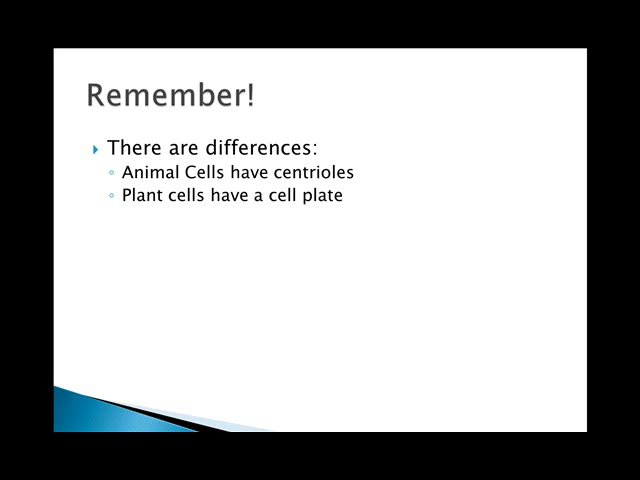 Remember!
There are differences:
Animal Cells have centrioles
Plant cells have a cell plate